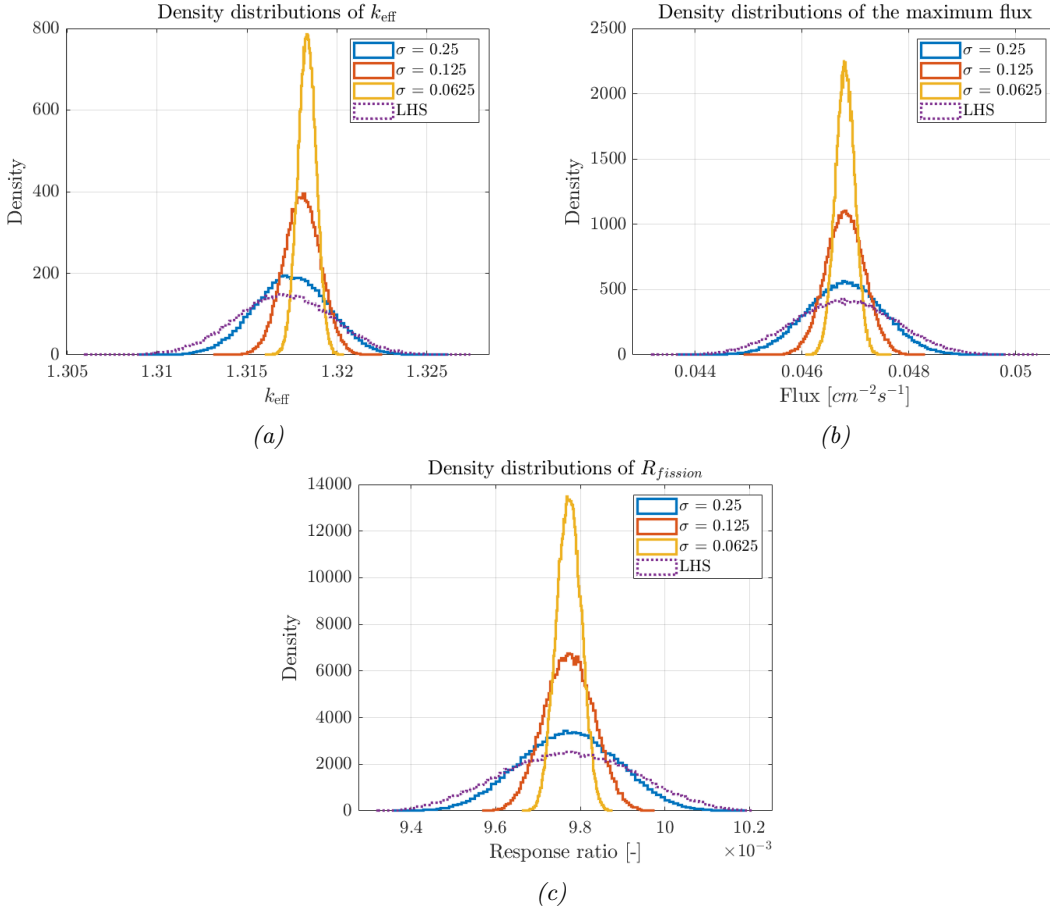 Density distributions of k_eff
800
600
400
200
0
Density
1.305
1.31
1.315
1.32
1.325
k_eff
σ = 0.25
σ = 0.125
σ = 0.0625
LHS
(a)
Density distributions of the maximum flux
2500
2000
1500
1000
500
0
Density
0.044
0.046
0.048
0.05
Flux [cm⁻²s⁻¹]
σ = 0.25
σ = 0.125
σ = 0.0625
LHS
(b)
Density distributions of R_fission
14000
12000
10000
8000
6000
4000
2000
0
Density
9.4
9.6
9.8
10
10.2
Response ratio [-]
×10⁻³
σ = 0.25
σ = 0.125
σ = 0.0625
LHS
(c)